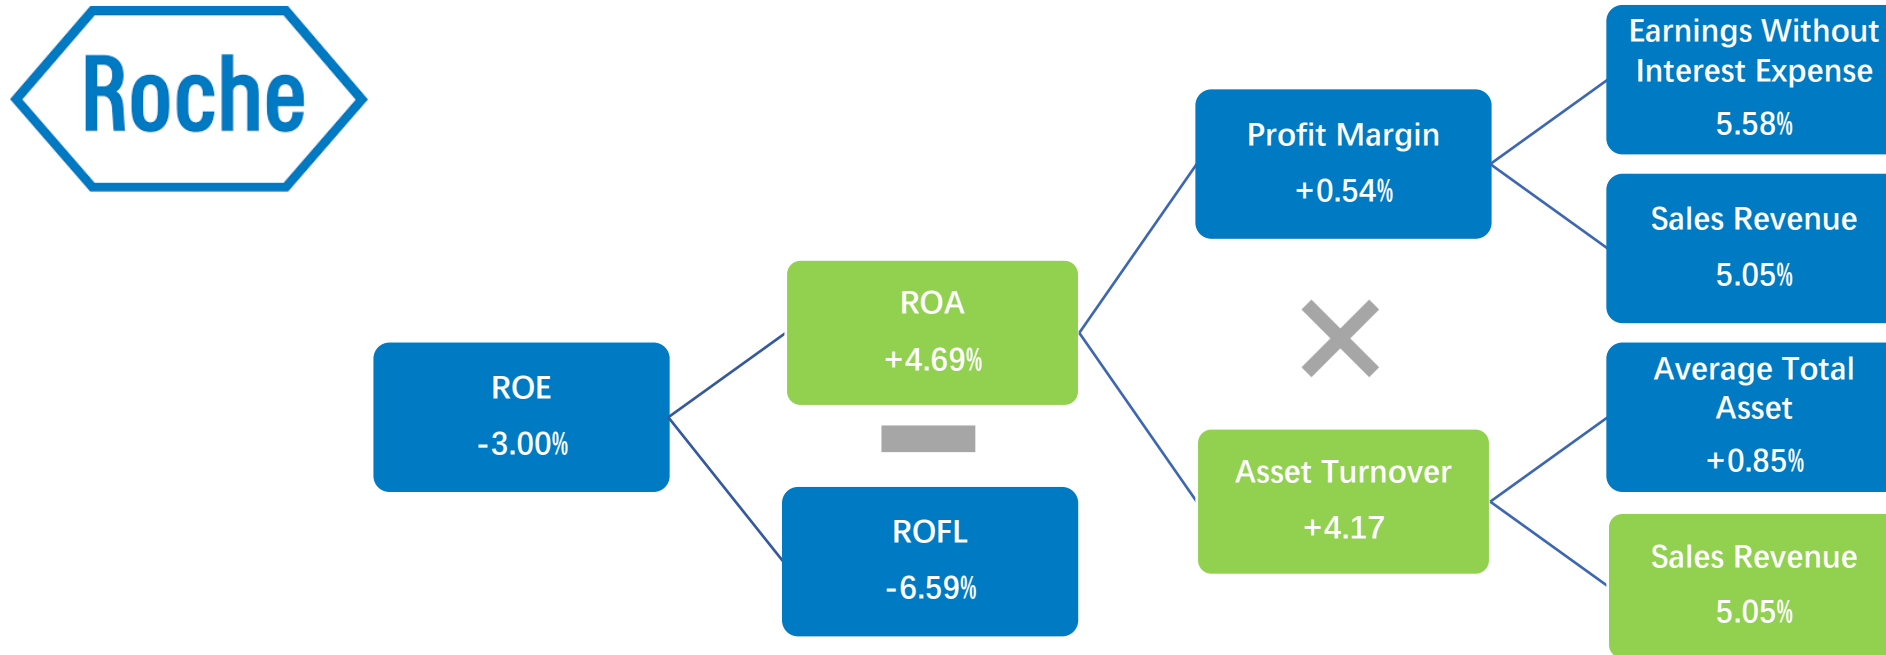 Roche
ROE
-3.00%
ROA
+4.69%
ROFL
-6.59%
Profit Margin
+0.54%
Asset Turnover
+4.17
Earnings Without
Interest Expense
5.58%
Sales Revenue
5.05%
Average Total
Asset
+0.85%
Sales Revenue
5.05%